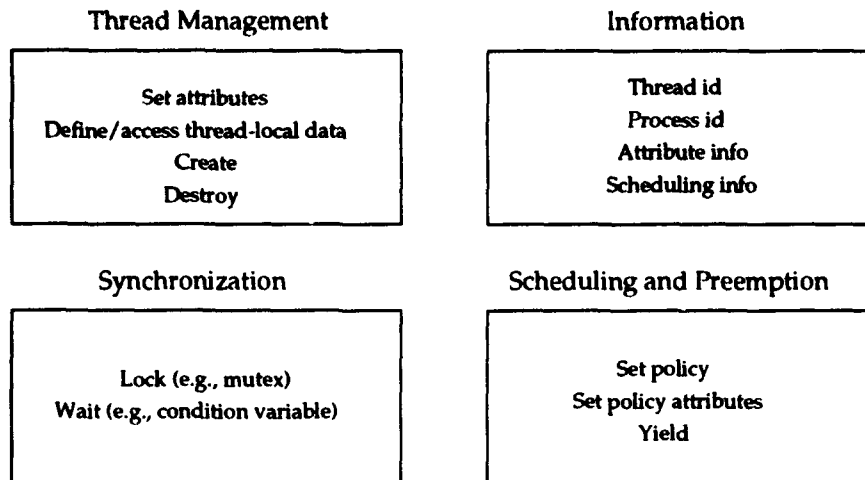 Thread Management
Set attributes
Define/access thread-local data
Create
Destroy
Information
Thread id
Process id
Attribute info
Scheduling info
Synchronization
Lock (e.g., mutex)
Wait (e.g., condition variable)
Scheduling and Preemption
Set policy
Set policy attributes
Yield